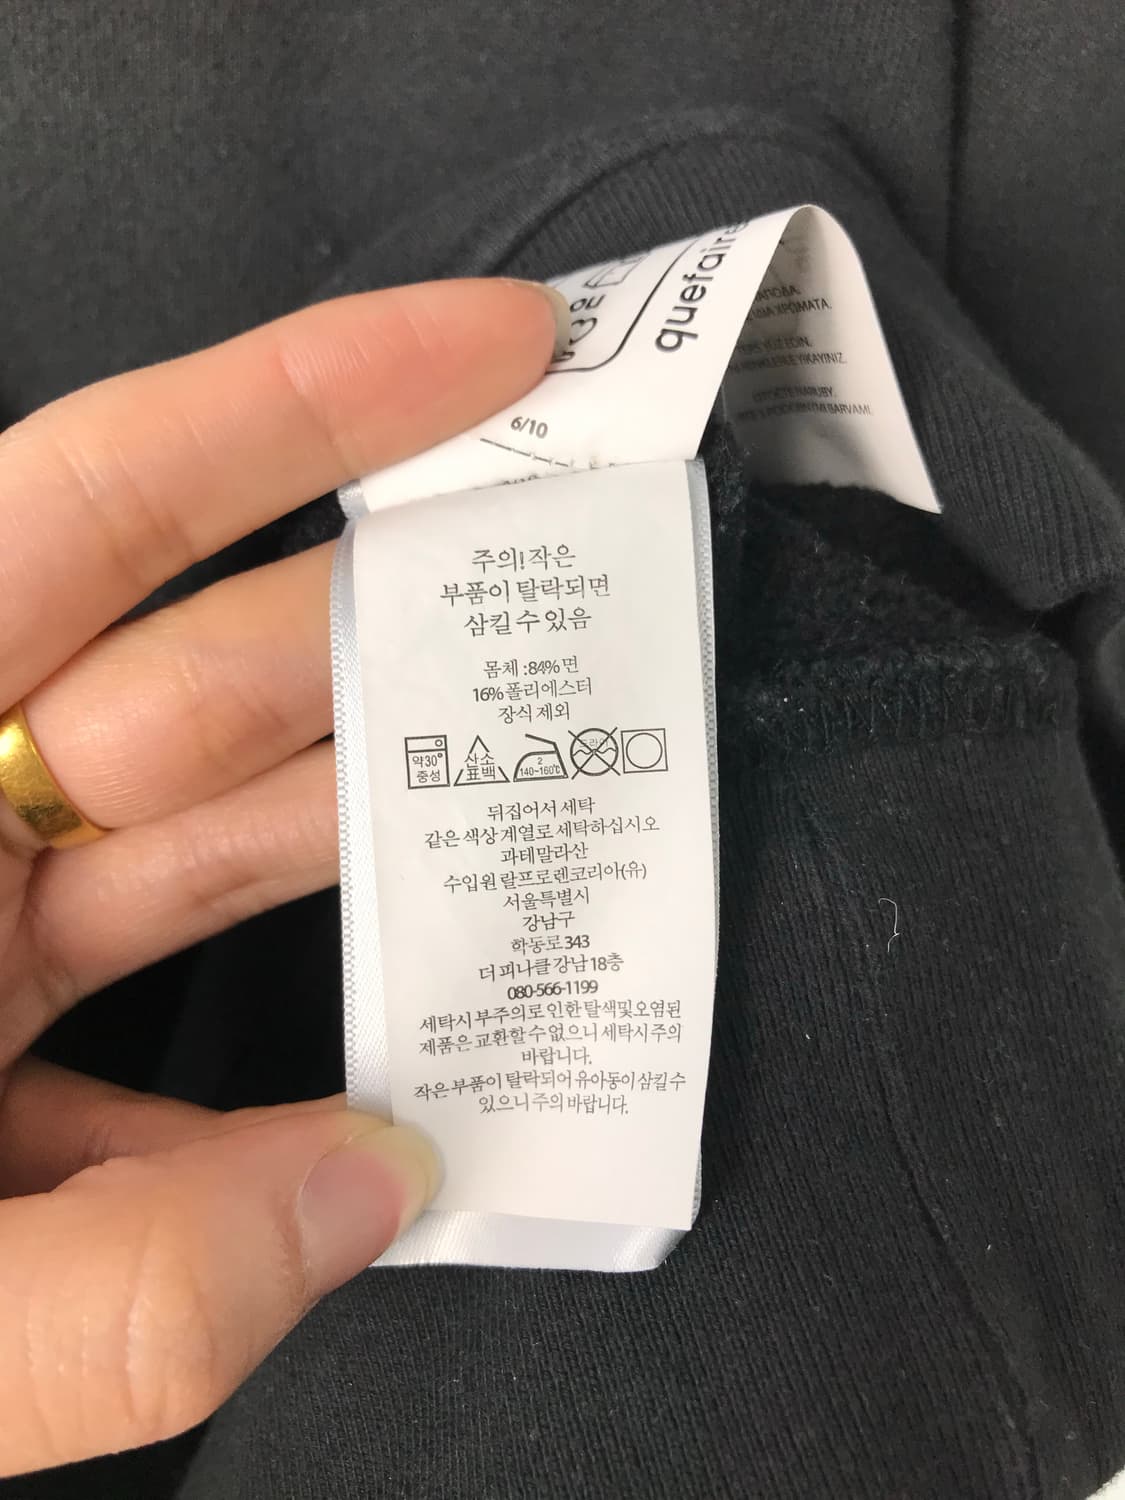 quefaire
6/10
주의! 작은
부품이 탈락되면
삼킬 수 있음
몸체 : 84% 면
16% 폴리에스터
장식 제외
약30°
중성
산소
표백
2
140~160℃
드라이
뒤집어서 세탁
같은 색상 계열로 세탁하십시오
과테말라산
수입원 랄프로렌코리아(유)
서울특별시
강남구
학동로 343
더 피나클 강남 18층
080-566-1199
세탁시 부주의로 인한 탈색 및 오염된
제품은 교환할 수 없으니 세탁시 주의
바랍니다.
작은 부품이 탈락되어 유아동이 삼킬 수
있으니 주의 바랍니다.